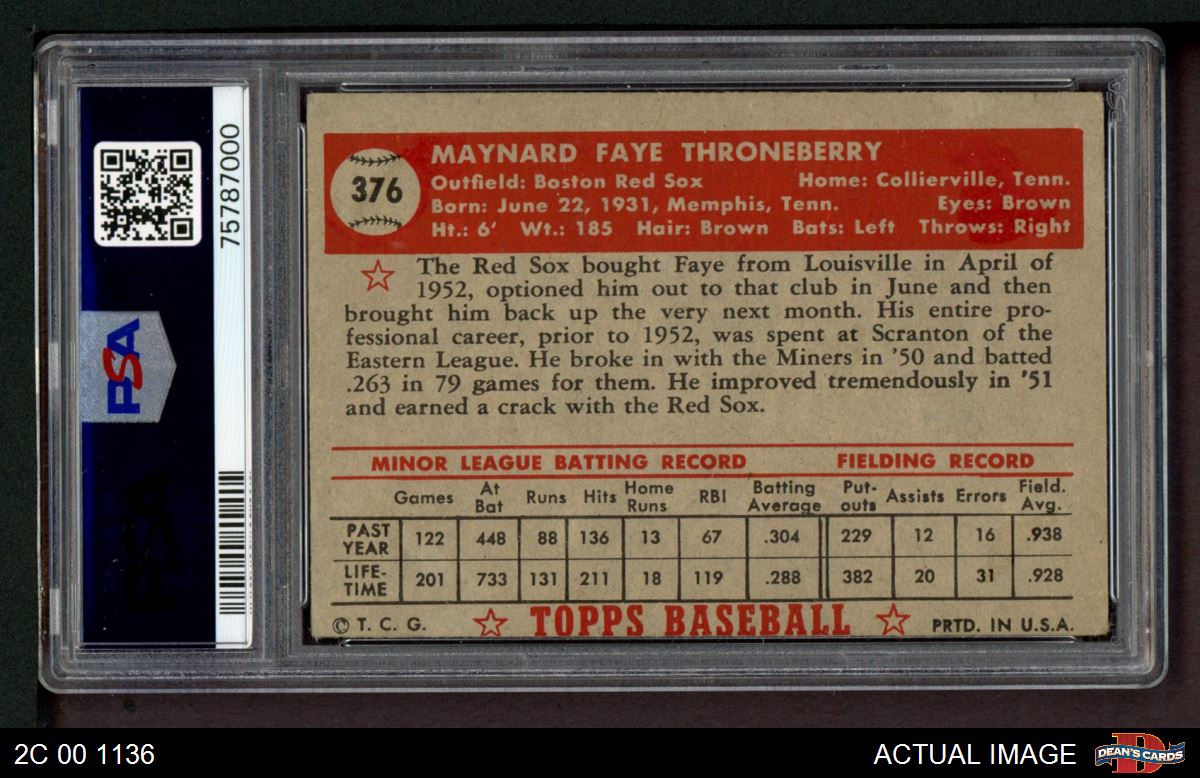 75787000
PSA
376
MAYNARD FAYE THRONEBERRY
Outfield: Boston Red Sox Home: Collierville, Tenn.
Born: June 22, 1931, Memphis, Tenn. Eyes: Brown
Ht.: 6' Wt.: 185 Hair: Brown Bats: Left Throws: Right
The Red Sox bought Faye from Louisville in April of
1952, optioned him out to that club in June and then
brought him back up the very next month. His entire pro-
fessional career, prior to 1952, was spent at Scranton of the
Eastern League. He broke in with the Miners in '50 and batted
.263 in 79 games for them. He improved tremendously in '51
and earned a crack with the Red Sox.
MINOR LEAGUE BATTING RECORD FIELDING RECORD
Games At Bat Runs Hits Home Runs RBI Batting Average Put-outs Assists Errors Field. Avg.
PAST YEAR 122 448 88 136 13 67 .304 229 12 16 .938
LIFE-TIME 201 733 131 211 18 119 .288 382 20 31 .928
© T. C. G. TOPPS BASEBALL PRTD. IN U.S.A.
2C 00 1136 ACTUAL IMAGE DEAN'S CARDS